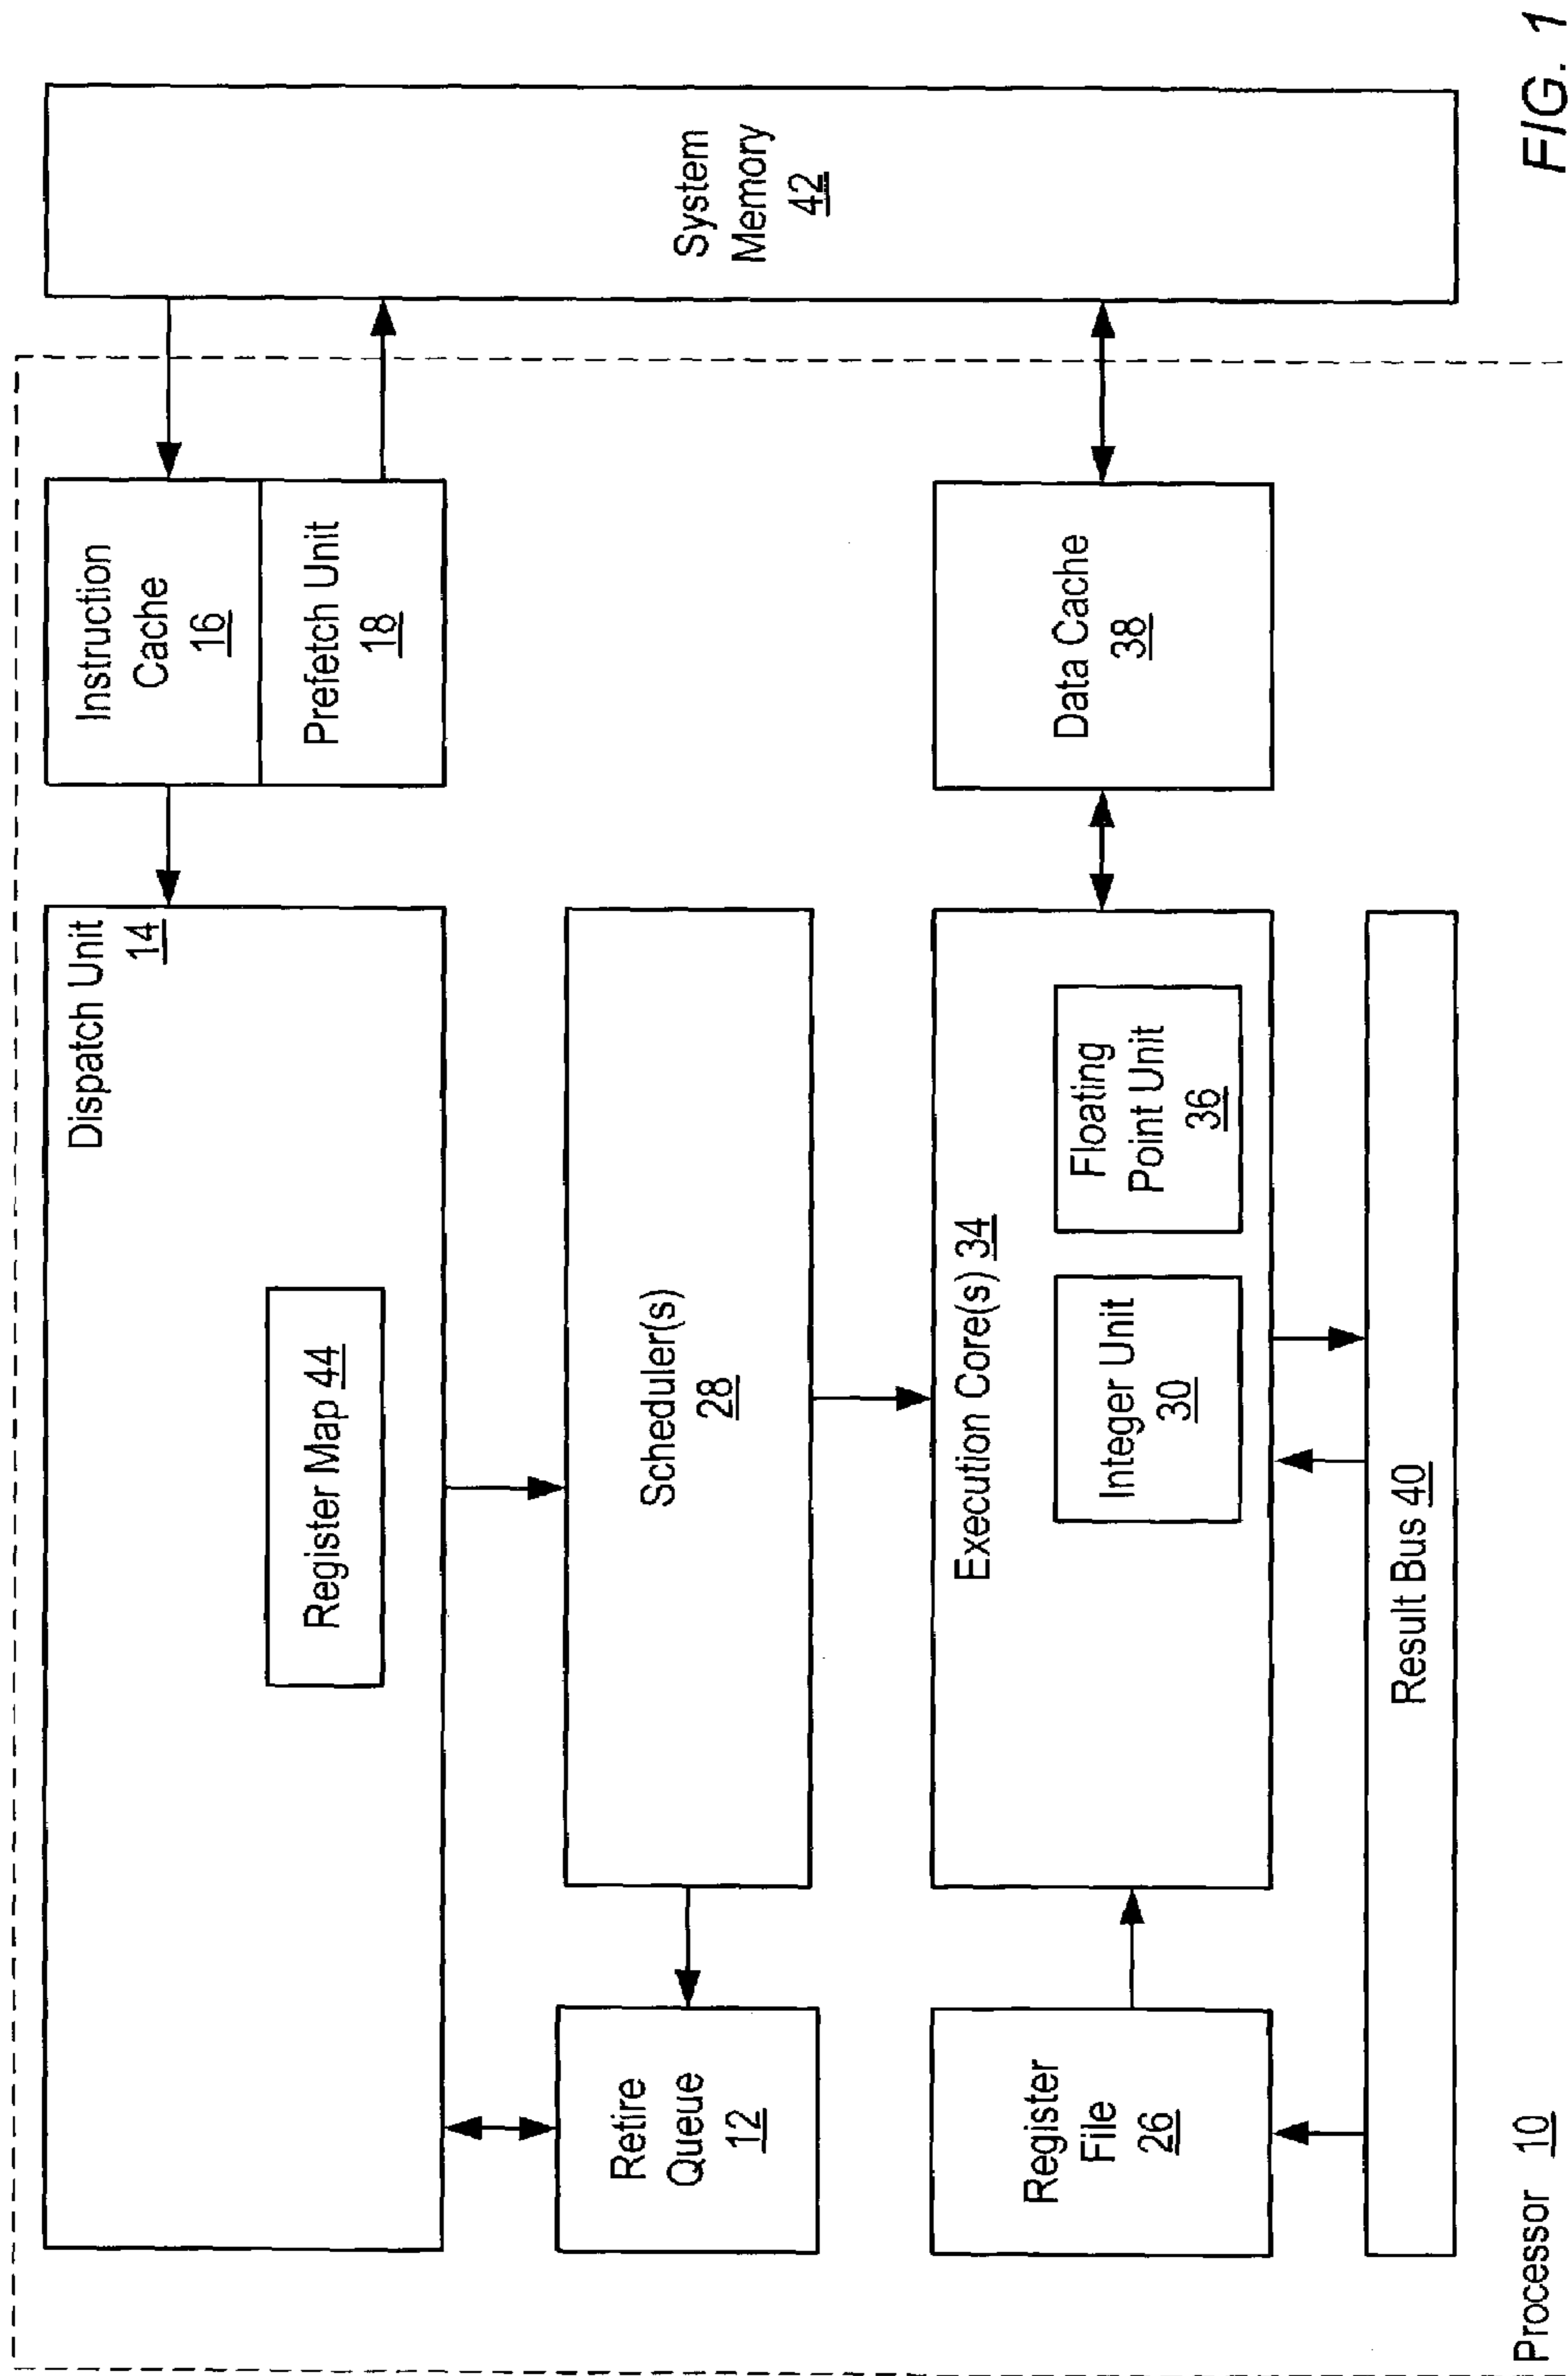 Dispatch Unit
14
Register Map 44
Instruction
Cache
16
Prefetch Unit
18
System
Memory
42
Retire
Queue
12
Scheduler(s)
28
Register
File
26
Execution Core(s) 34
Integer Unit
30
Floating
Point Unit
36
Data Cache
38
Result Bus 40
Processor 10
FIG. 1